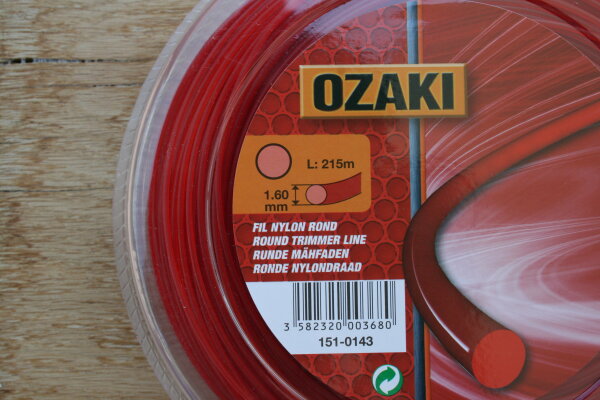 OZAKI
L: 215m
1.60
mm
FIL NYLON ROND
ROUND TRIMMER LINE
RUNDE MÄHFADEN
RONDE NYLONDRAAD
3 582320 003680
151-0143